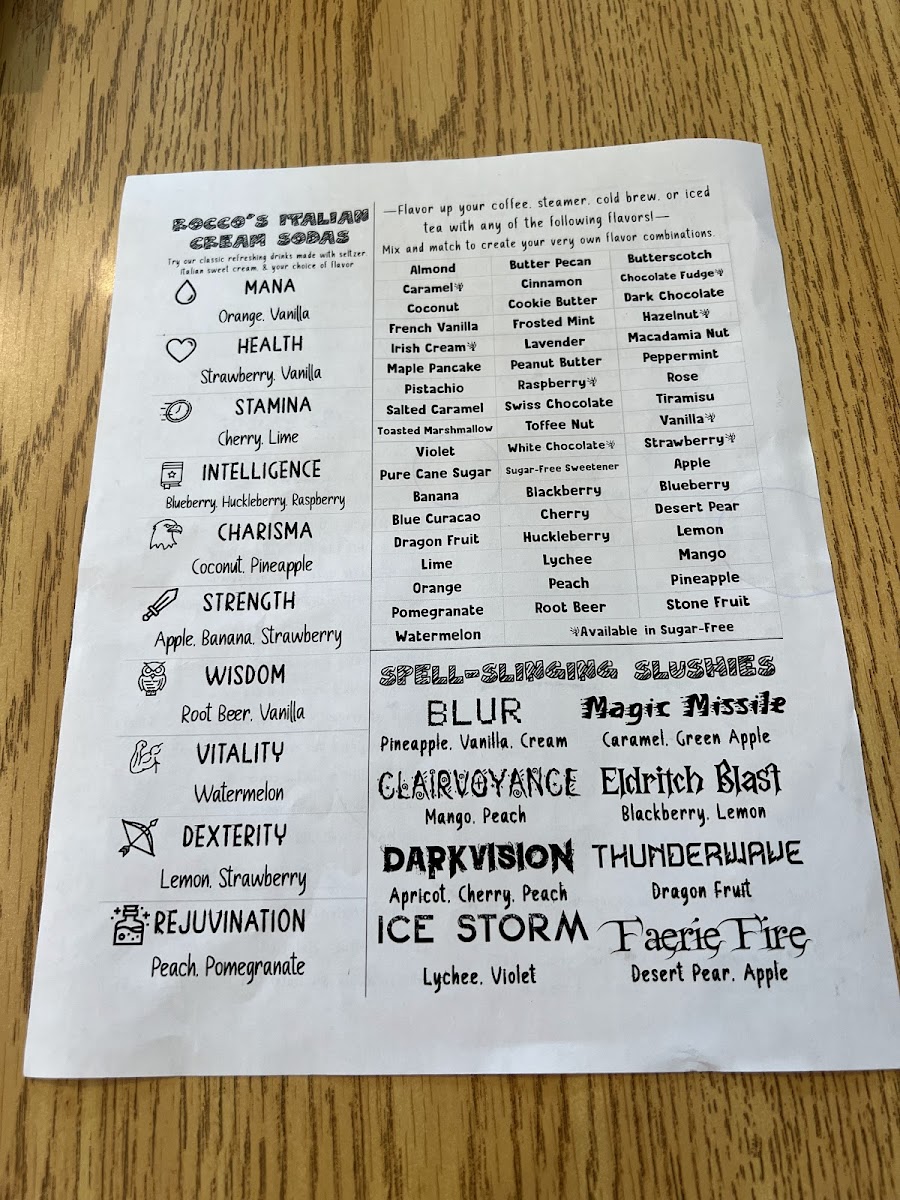 ROCCO'S ITALIAN
CREAM SODAS
Try our classic refreshing drinks made with seltzer
Italian sweet cream, & your choice of flavor
MANA
Orange, Vanilla
HEALTH
Strawberry, Vanilla
STAMINA
Cherry, Lime
INTELLIGENCE
Blueberry, Huckleberry, Raspberry
CHARISMA
Coconut, Pineapple
STRENGTH
Apple, Banana, Strawberry
WISDOM
Root Beer, Vanilla
VITALITY
Watermelon
DEXTERITY
Lemon, Strawberry
REJUVINATION
Peach, Pomegranate
—Flavor up your coffee, steamer, cold brew, or iced
tea with any of the following flavors!—
Mix and match to create your very own flavor combinations.
Almond Butter Pecan Butterscotch
Caramel Cinnamon Chocolate Fudge
Coconut Cookie Butter Dark Chocolate
French Vanilla Frosted Mint Hazelnut
Irish Cream Lavender Macadamia Nut
Maple Pancake Peanut Butter Peppermint
Pistachio Raspberry Rose
Salted Caramel Swiss Chocolate Tiramisu
Toasted Marshmallow Toffee Nut Vanilla
Violet White Chocolate Strawberry
Pure Cane Sugar Sugar-Free Sweetener Apple
Banana Blackberry Blueberry
Blue Curacao Cherry Desert Pear
Dragon Fruit Huckleberry Lemon
Lime Lychee Mango
Orange Peach Pineapple
Pomegranate Root Beer Stone Fruit
Watermelon Available in Sugar-Free
SPELL-SLINGING SLUSHIES
BLUR Magic Missile
Pineapple, Vanilla, Cream Caramel, Green Apple
CLAIRVOYANCE Eldritch Blast
Mango, Peach Blackberry, Lemon
DARKVISION THUNDERWAVE
Apricot, Cherry, Peach Dragon Fruit
ICE STORM Faerie Fire
Lychee, Violet Desert Pear, Apple